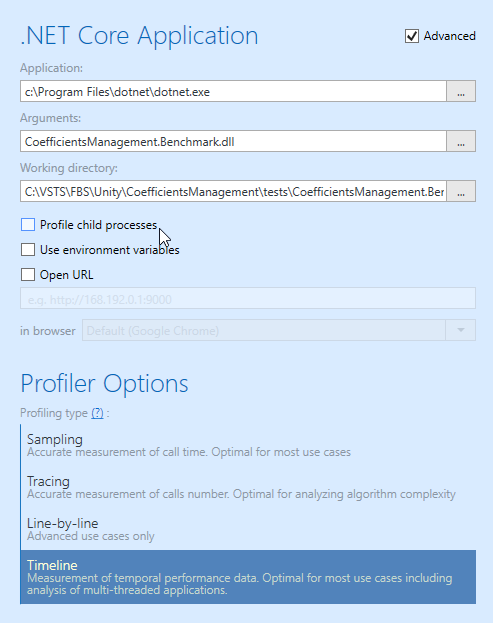 .NET Core Application
Advanced
Application:
c:\Program Files\dotnet\dotnet.exe
...
Arguments:
CoefficientsManagement.Benchmark.dll
...
Working directory:
C:\VSTS\FBS\Unity\CoefficientsManagement\tests\CoefficientsManagement.Ber
...
Profile child processes
Use environment variables
Open URL
e.q. http://168.192.0.1:9000
in browser
Default (Google Chrome)
Profiler Options
Profiling type (?) :
Sampling
Accurate measurement of call time. Optimal for most use cases
Tracing
Accurate measurement of calls number. Optimal for analyzing algorithm complexity
Line-by-line
Advanced use cases only
Timeline
Measurement of temporal performance data. Optimal for most use cases including
analysis of multi-threaded applications.